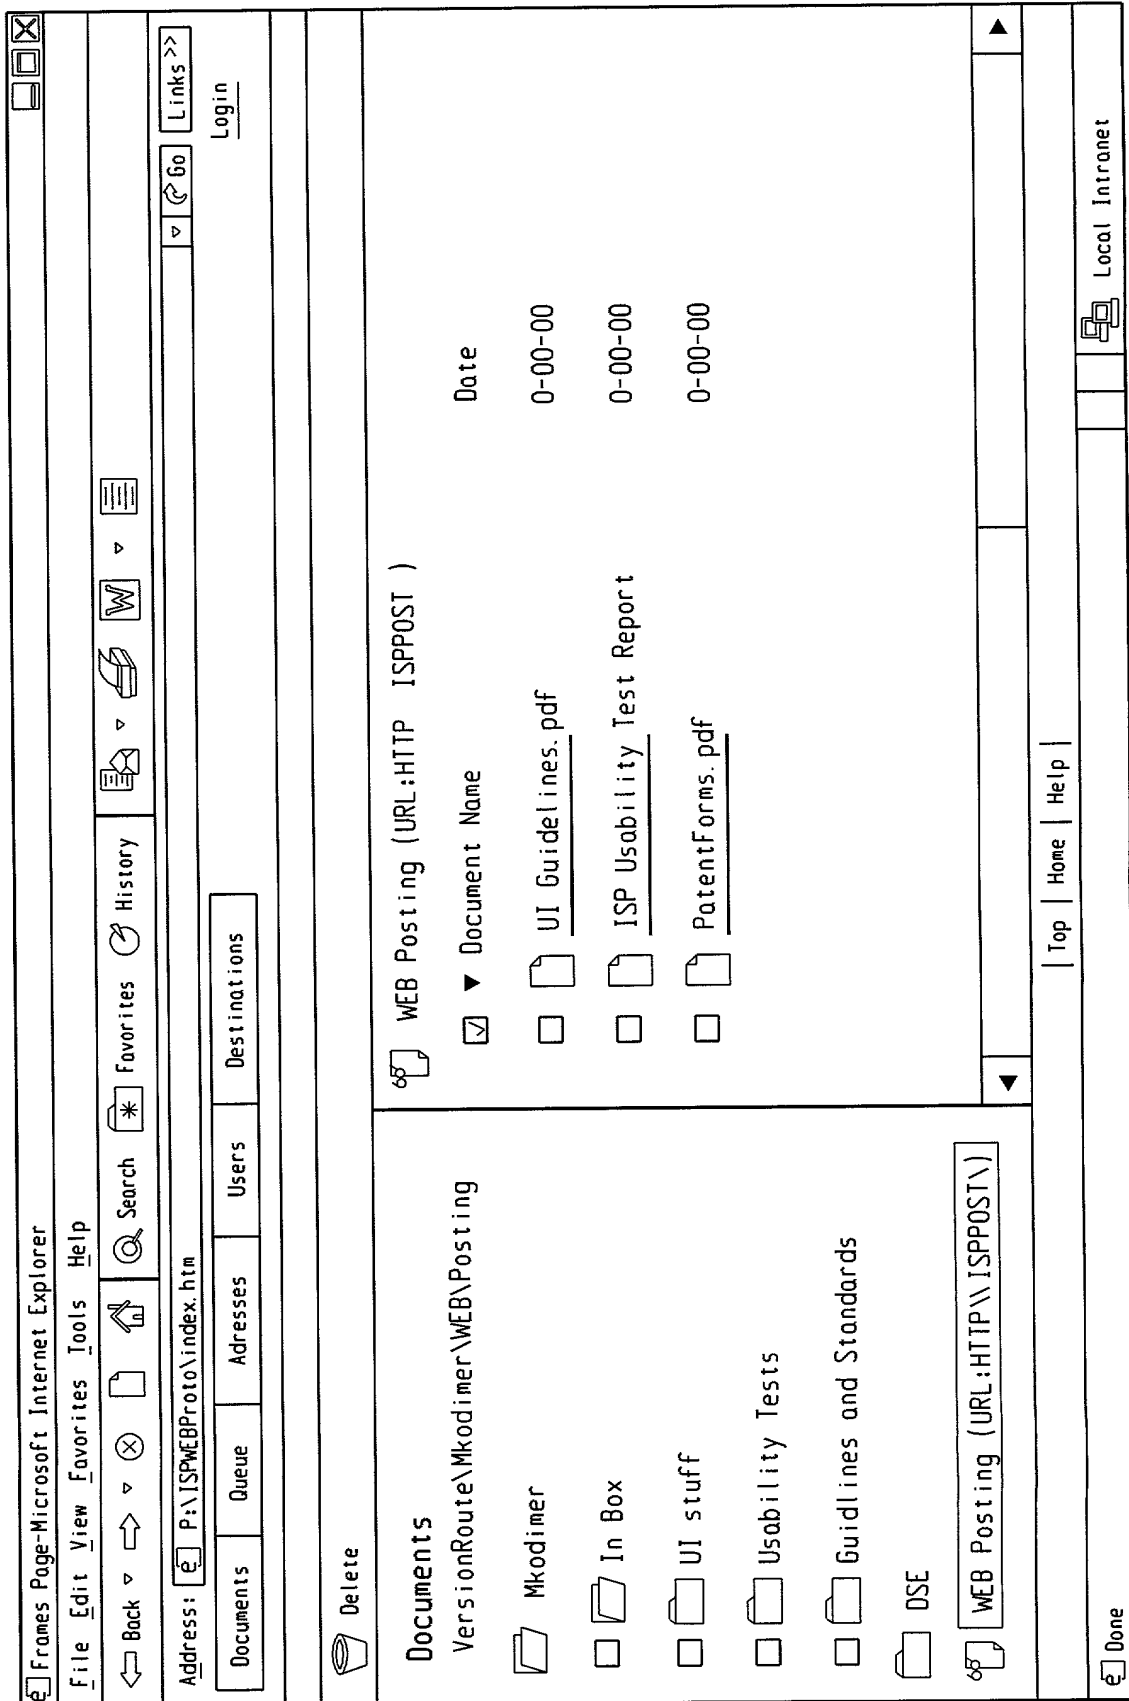 Frames Page-Microsoft Internet Explorer
File Edit View Favorites Tools Help
Back Search Favorites History W
Address: P:\ISPWEBProto\index.htm Go Links >>
Documents Queue Adresses Users Destinations Login
Delete
Documents
VersionRoute\Mkodimer\WEB\Posting
Mkodimer
In Box
UI stuff
Usability Tests
Guidlines and Standards
DSE
WEB Posting (URL:HTTP\\ISPPOST\)
WEB Posting (URL:HTTP ISPPOST )
Document Name Date
UI Guidelines.pdf 0-00-00
ISP Usability Test Report 0-00-00
PatentForms.pdf 0-00-00
| Top | Home | Help |
Done Local Intranet